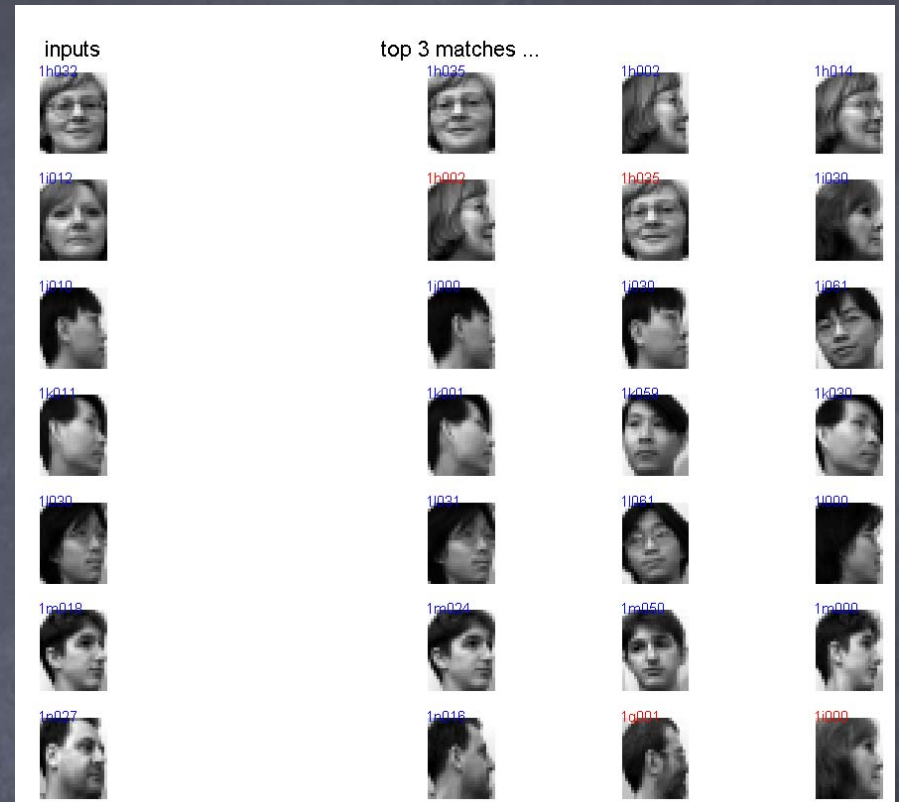 inputs top 3 matches ...
1h032 1h035 1h002 1h014
1i012 1h002 1h035 1i030
1j010 1j000 1j030 1j061
1k011 1k001 1k059 1k030
1l030 1l031 1l061 1l000
1m018 1m024 1m050 1m000
1n027 1n016 1g001 1i000